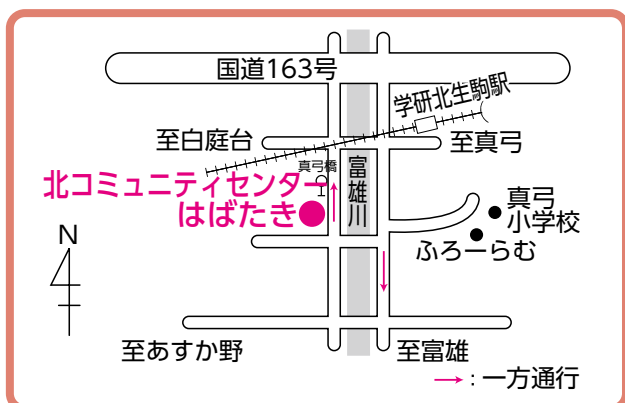 国道163号
学研北生駒駅
至白庭台
至真弓
真弓橋
北コミュニティセンター
はばたき
富雄川
真弓
小学校
ふろーらむ
N
至あすか野
至富雄
→：一方通行